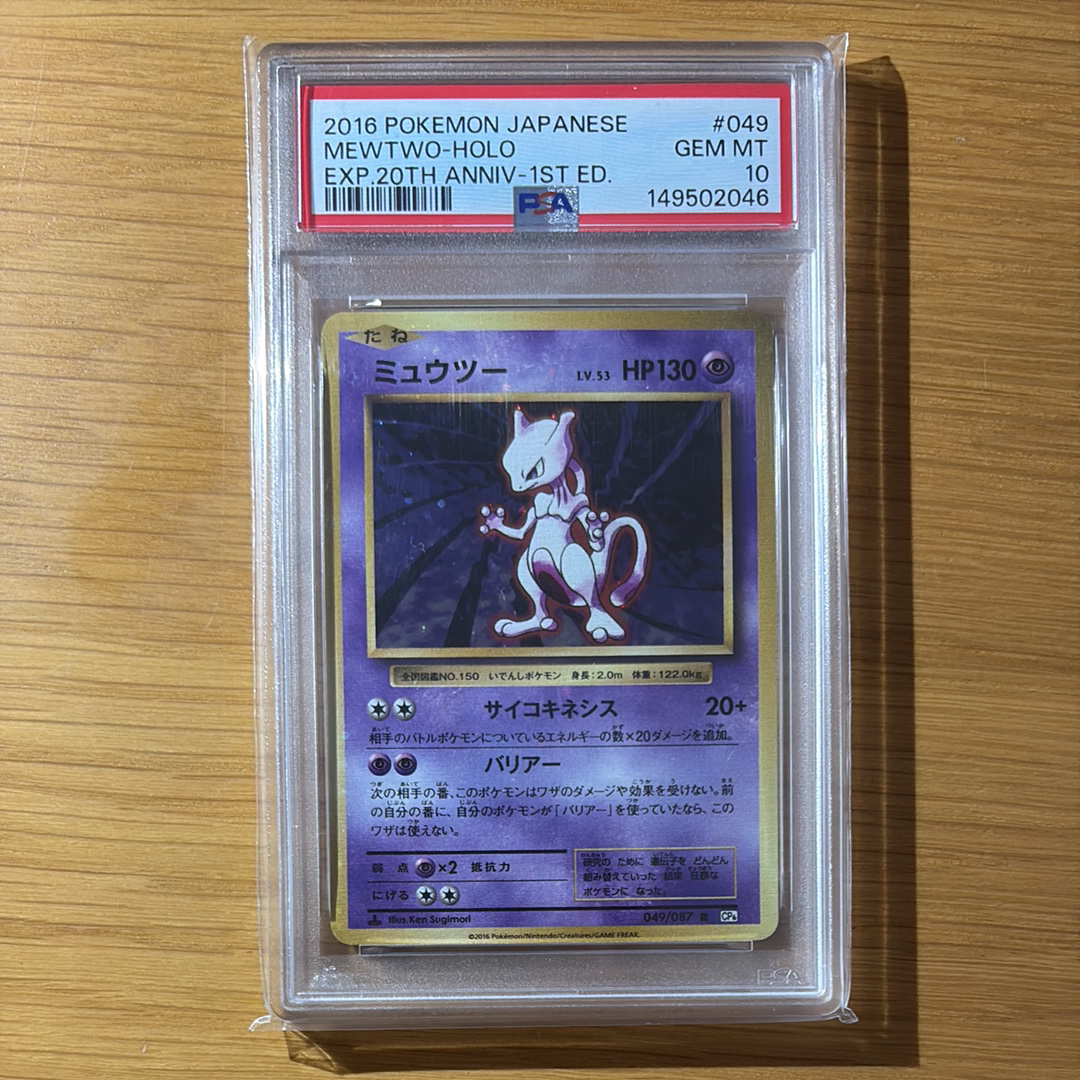 2016 POKEMON JAPANESE #049
MEWTWO-HOLO GEM MT
EXP.20TH ANNIV-1ST ED. 10
PSA 149502046
たね
ミュウツー LV.53 HP130
全国図鑑NO.150 いでんしポケモン 身長:2.0m 体重:122.0kg
サイコキネシス 20+
相手のバトルポケモンについているエネルギーの数×20ダメージを追加。
バリアー
次の相手の番、このポケモンはワザのダメージや効果を受けない。前
の自分の番に、自分のポケモンが「バリアー」を使っていたなら、この
ワザは使えない。
弱点 ×2 抵抗力
にげる
研究の ために 遺伝子を どんどん
組み替えていった 結果 狂暴な
ポケモンに なった。
Illus.Ken Sugimori 049/087 R CP6
©2016 Pokémon/Nintendo/Creatures/GAME FREAK.
PSA